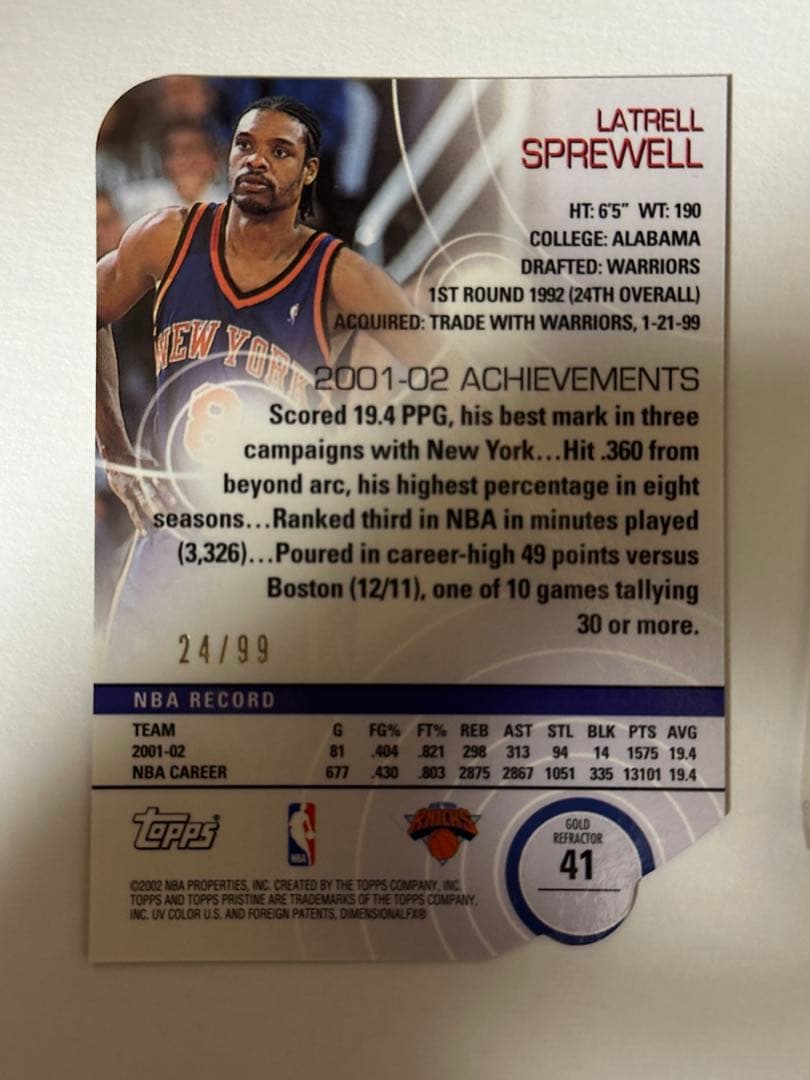 LATRELL
SPREWELL
HT: 6'5" WT: 190
COLLEGE: ALABAMA
DRAFTED: WARRIORS
1ST ROUND 1992 (24TH OVERALL)
ACQUIRED: TRADE WITH WARRIORS, 1-21-99
NEW YORK
8
2001-02 ACHIEVEMENTS
Scored 19.4 PPG, his best mark in three
campaigns with New York...Hit .360 from
beyond arc, his highest percentage in eight
seasons...Ranked third in NBA in minutes played
(3,326)...Poured in career-high 49 points versus
Boston (12/11), one of 10 games tallying
30 or more.
24/99
NBA RECORD
TEAM G FG% FT% REB AST STL BLK PTS AVG
2001-02 81 .404 .821 298 313 94 14 1575 19.4
NBA CAREER 677 .430 .803 2875 2867 1051 335 13101 19.4
topps®
NBA
KNICKS
GOLD
REFRACTOR
41
©2002 NBA PROPERTIES, INC. CREATED BY THE TOPPS COMPANY, INC.
TOPPS AND TOPPS PRISTINE ARE TRADEMARKS OF THE TOPPS COMPANY,
INC. UV COLOR U.S. AND FOREIGN PATENTS, DIMENSIONALFX®